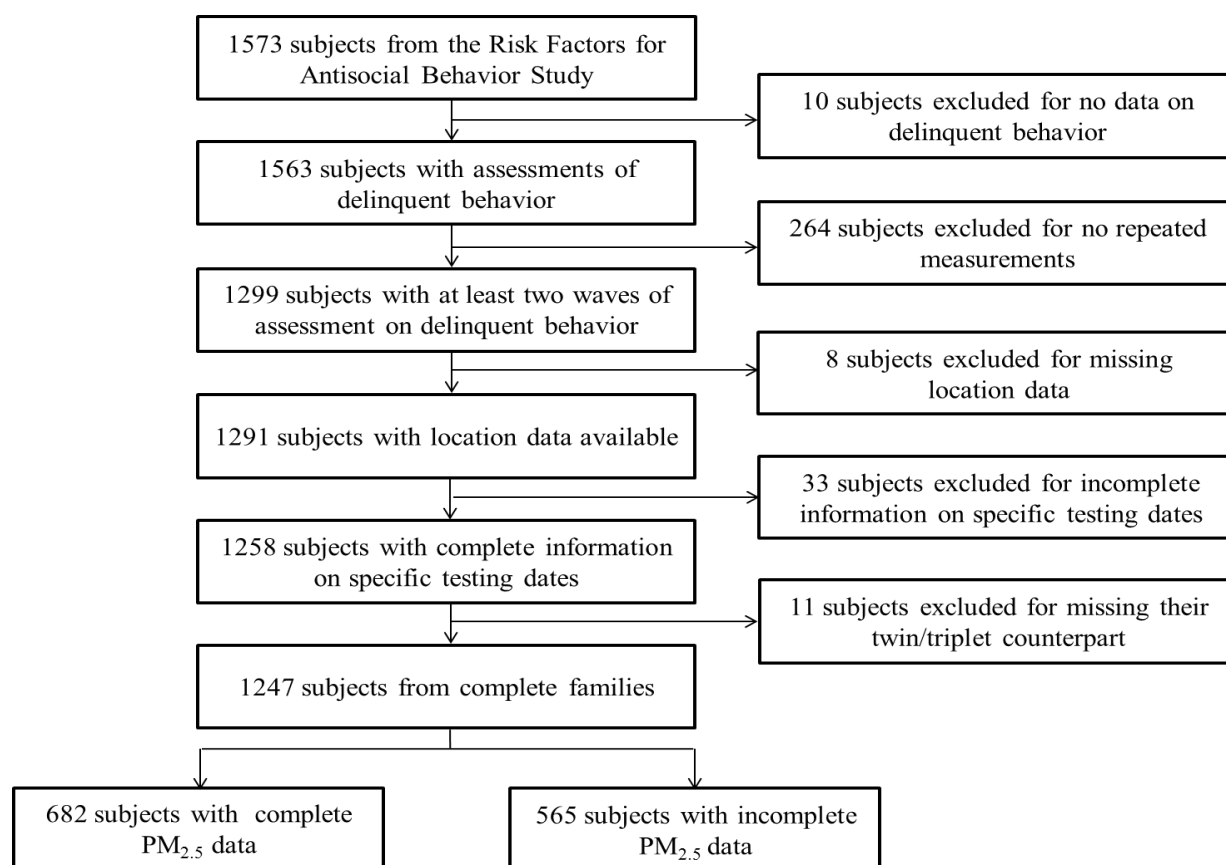 1573 subjects from the Risk Factors for
Antisocial Behavior Study
10 subjects excluded for no data on
delinquent behavior
1563 subjects with assessments of
delinquent behavior
264 subjects excluded for no repeated
measurements
1299 subjects with at least two waves of
assessment on delinquent behavior
8 subjects excluded for missing
location data
1291 subjects with location data available
33 subjects excluded for incomplete
information on specific testing dates
1258 subjects with complete information
on specific testing dates
11 subjects excluded for missing their
twin/triplet counterpart
1247 subjects from complete families
682 subjects with complete
PM2.5 data
565 subjects with incomplete
PM2.5 data